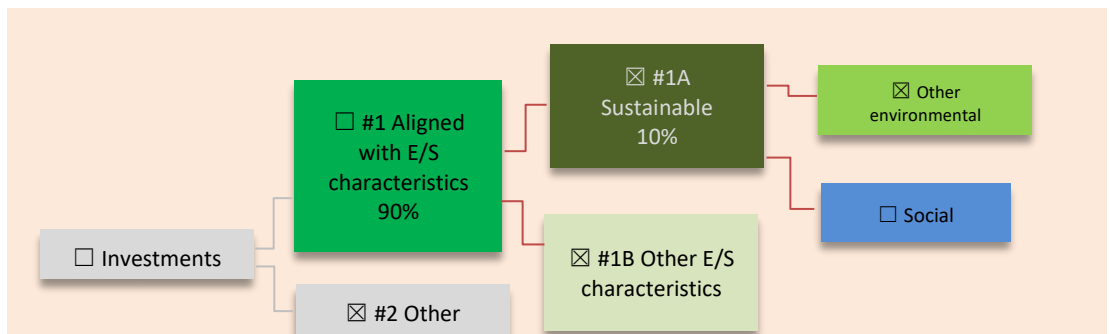 ☐ Investments
☐ #1 Aligned
with E/S
characteristics
90%
☒ #2 Other
☒ #1A
Sustainable
10%
☒ #1B Other E/S
characteristics
☒ Other
environmental
☐ Social